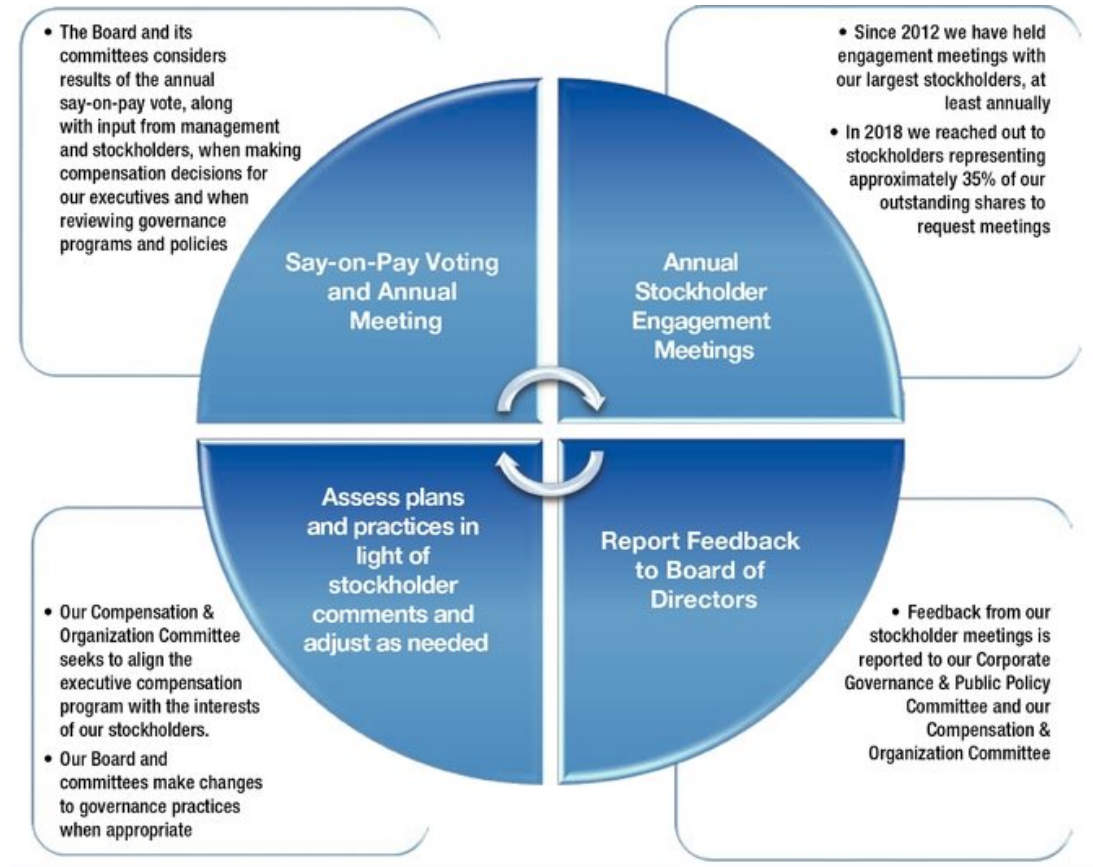 • The Board and its
committees considers
results of the annual
say-on-pay vote, along
with input from management
and stockholders, when making
compensation decisions for
our executives and when
reviewing governance
programs and policies
Say-on-Pay Voting
and Annual
Meeting
• Since 2012 we have held
engagement meetings with
our largest stockholders, at
least annually
• In 2018 we reached out to
stockholders representing
approximately 35% of our
outstanding shares to
request meetings
Annual
Stockholder
Engagement
Meetings
Assess plans
and practices in
light of
stockholder
comments and
adjust as needed
• Our Compensation &
Organization Committee
seeks to align the
executive compensation
program with the interests
of our stockholders.
• Our Board and
committees make changes
to governance practices
when appropriate
Report Feedback
to Board of
Directors
• Feedback from our
stockholder meetings is
reported to our Corporate
Governance & Public Policy
Committee and our
Compensation &
Organization Committee